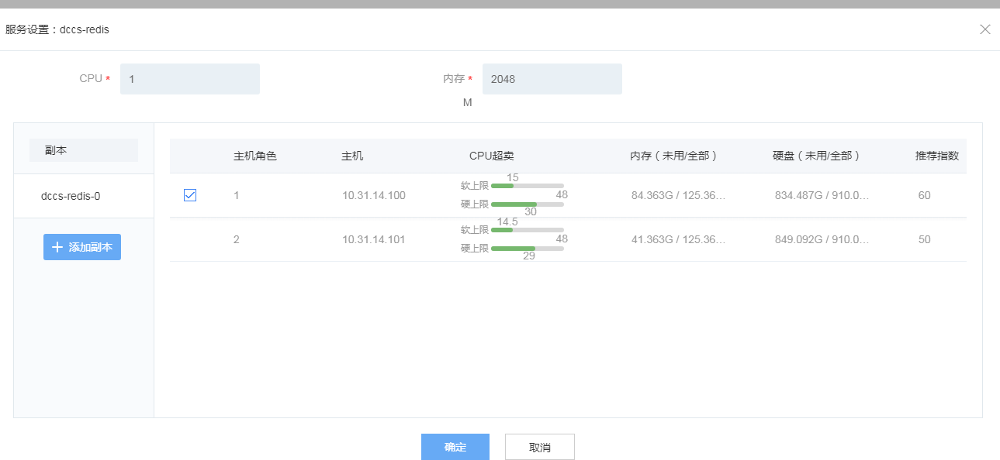 服务设置：dccs-redis
CPU * 1 内存 * 2048
M
副本 主机角色 主机 CPU超卖 内存（未用/全部） 硬盘（未用/全部） 推荐指数
dccs-redis-0 1 10.31.14.100 软上限 15 硬上限 30 48 84.363G / 125.36... 834.487G / 910.0... 60
添加副本 2 10.31.14.101 软上限 14.5 硬上限 29 48 41.363G / 125.36... 849.092G / 910.0... 50
确定 取消